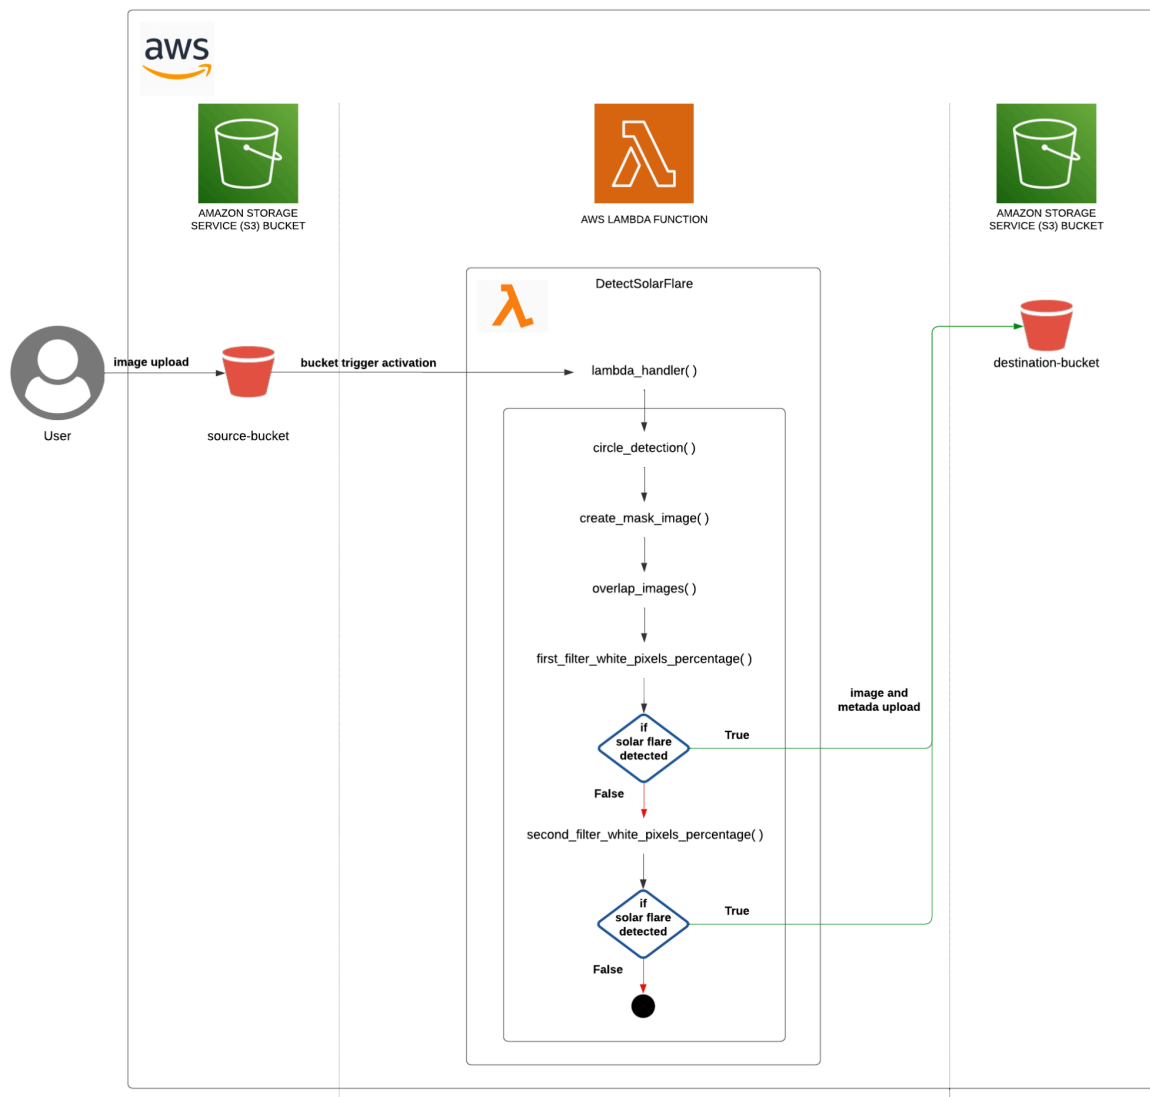 aws
AMAZON STORAGE
SERVICE (S3) BUCKET
AWS LAMBDA FUNCTION
AMAZON STORAGE
SERVICE (S3) BUCKET
DetectSolarFlare
image upload
bucket trigger activation
lambda_handler( )
destination-bucket
User
source-bucket
circle_detection( )
create_mask_image( )
overlap_images( )
first_filter_white_pixels_percentage( )
image and
metada upload
if
solar flare
detected
True
False
second_filter_white_pixels_percentage( )
if
solar flare
detected
True
False